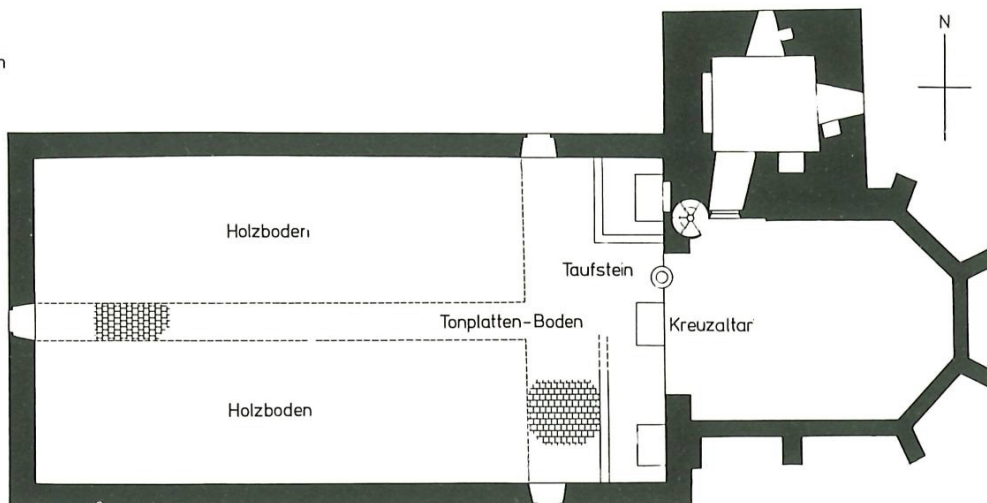 N
Holzboden
Taufstein
Tonplatten-Boden
Kreuzaltar
Holzboden